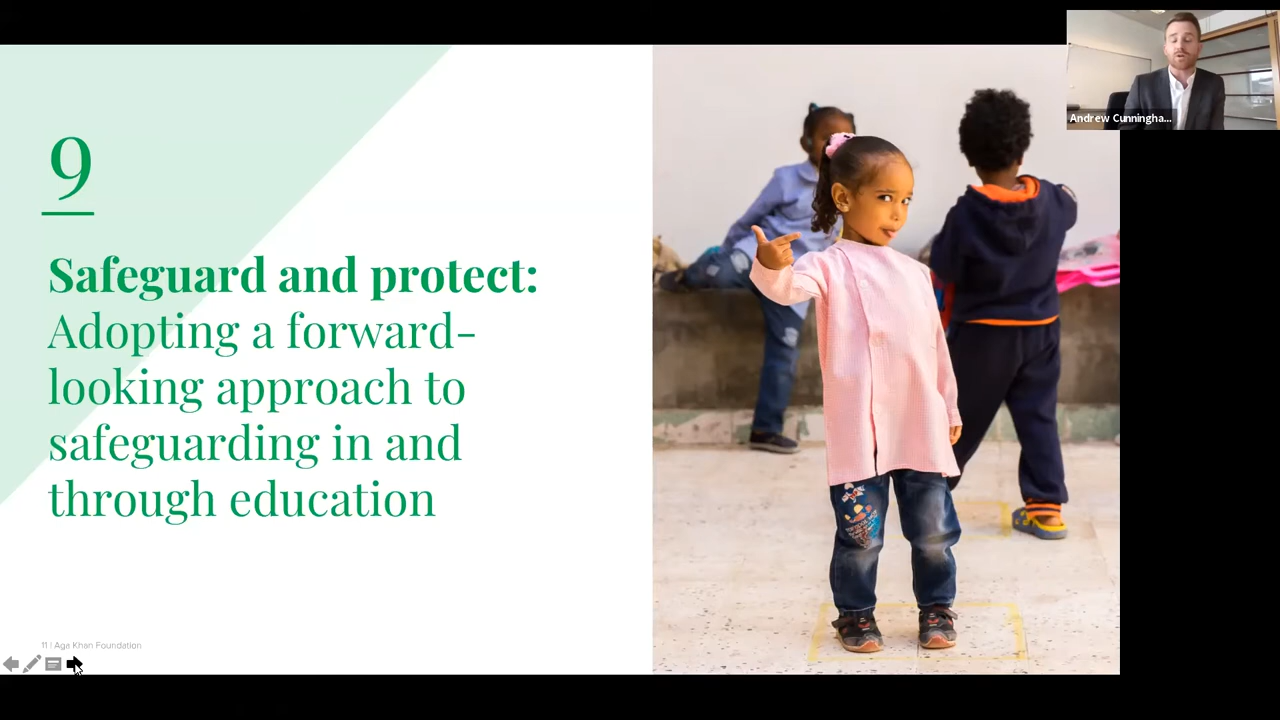 Andrew Cunningha...
9
Safeguard and protect:
Adopting a forward-
looking approach to
safeguarding in and
through education
11 | Aga Khan Foundation